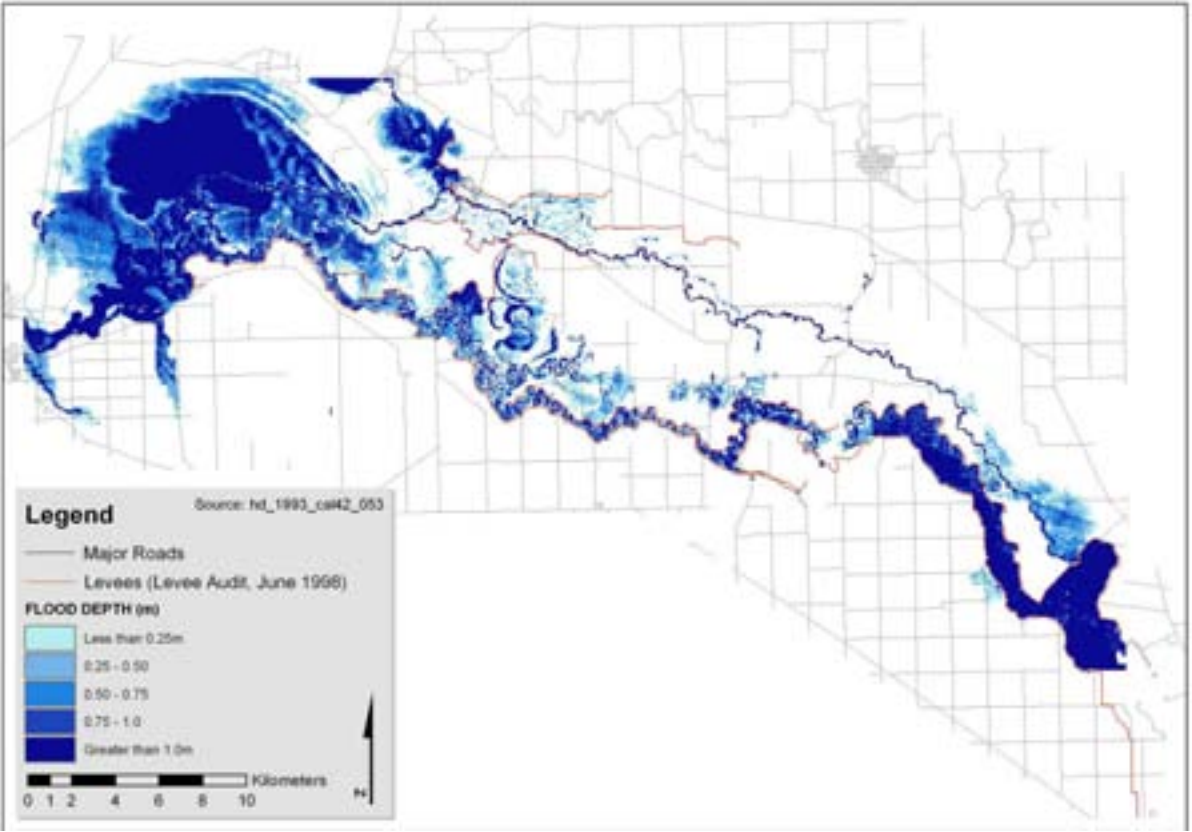 Legend
Source: hd_1993_cal42_053
Major Roads
Levees (Levee Audit, June 1998)
FLOOD DEPTH (m)
Less than 0.25m
0.25 - 0.50
0.50 - 0.75
0.75 - 1.0
Greater than 1.0m
Kilometers
0 1 2 4 6 8 10
N